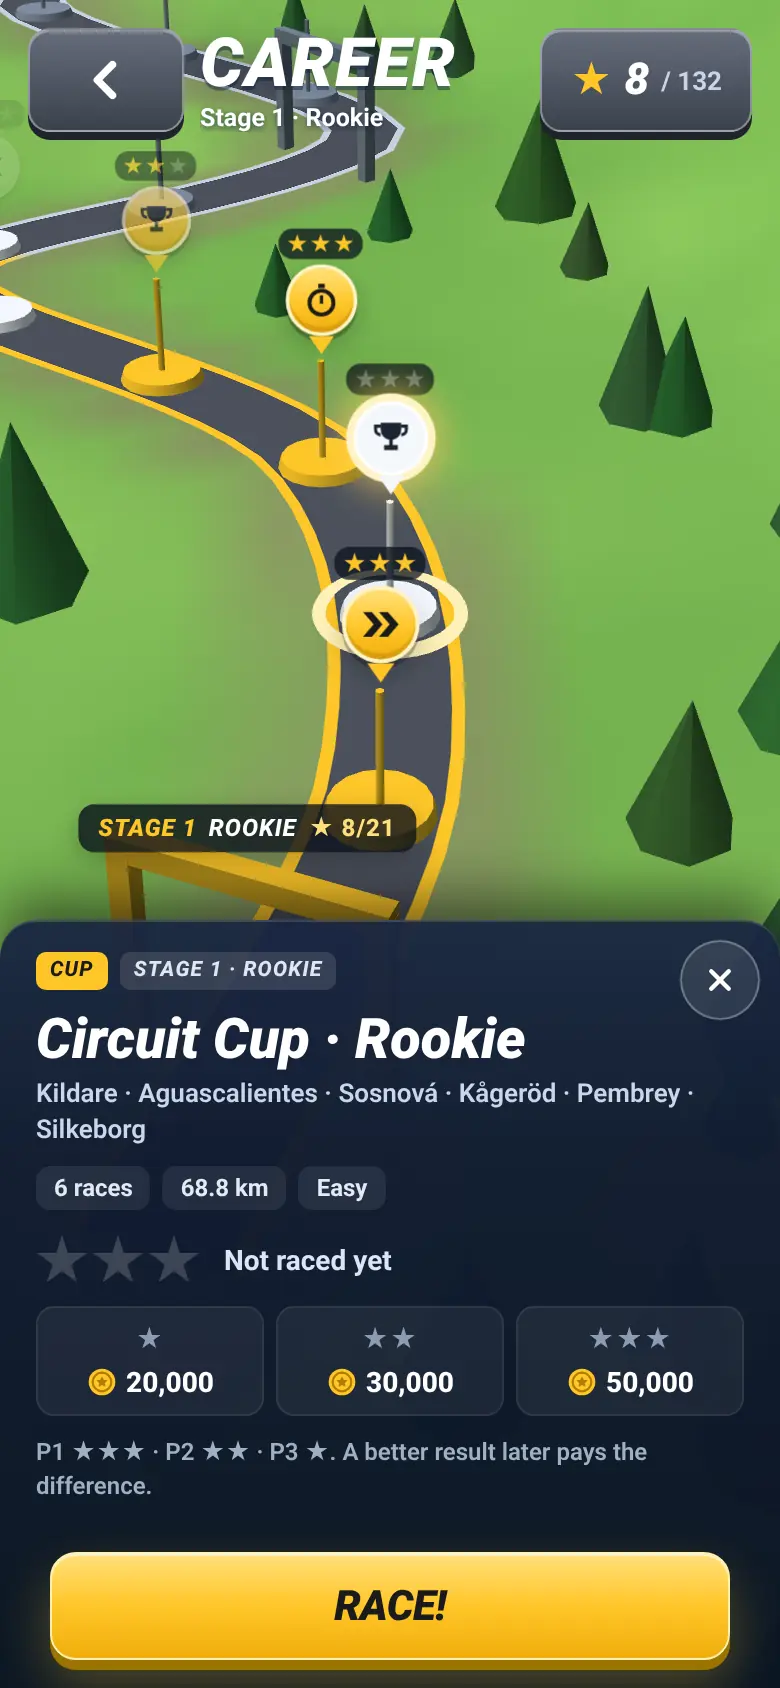 CAREER
Stage 1 · Rookie
★ 8 / 132
STAGE 1 ROOKIE ★ 8/21
CUP STAGE 1 · ROOKIE
Circuit Cup · Rookie
Kildare · Aguascalientes · Sosnová · Kågeröd · Pembrey ·
Silkeborg
6 races 68.8 km Easy
Not raced yet
★ ★★ ★★★
20,000 30,000 50,000
P1 ★★★ · P2 ★★ · P3 ★. A better result later pays the
difference.
RACE!